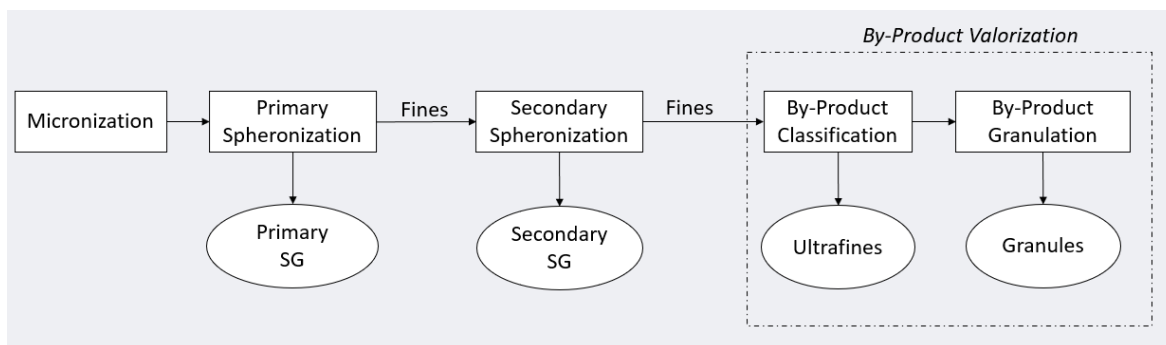 By-Product Valorization
Micronization
Primary
Spheronization
Fines
Secondary
Spheronization
Fines
By-Product
Classification
By-Product
Granulation
Primary
SG
Secondary
SG
Ultrafines
Granules